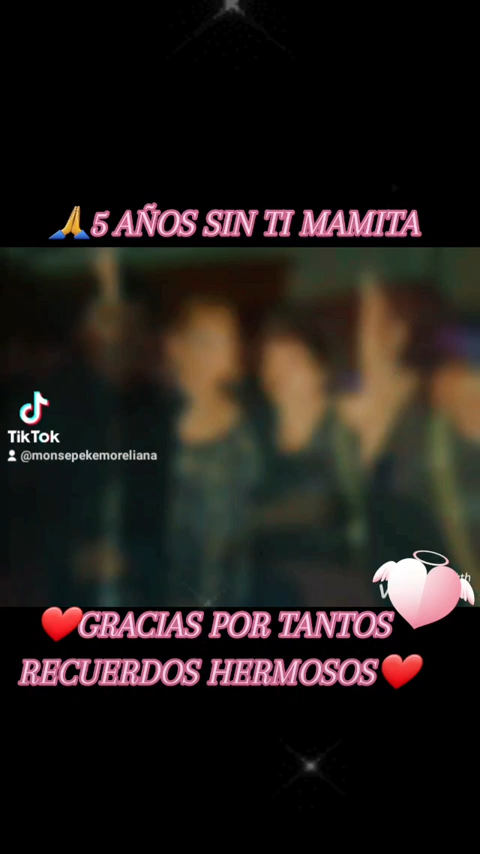 🙏5 AÑOS SIN TI MAMITA
TikTok
@monsepekemoreliana
❤️GRACIAS POR TANTOS
RECUERDOS HERMOSOS❤️